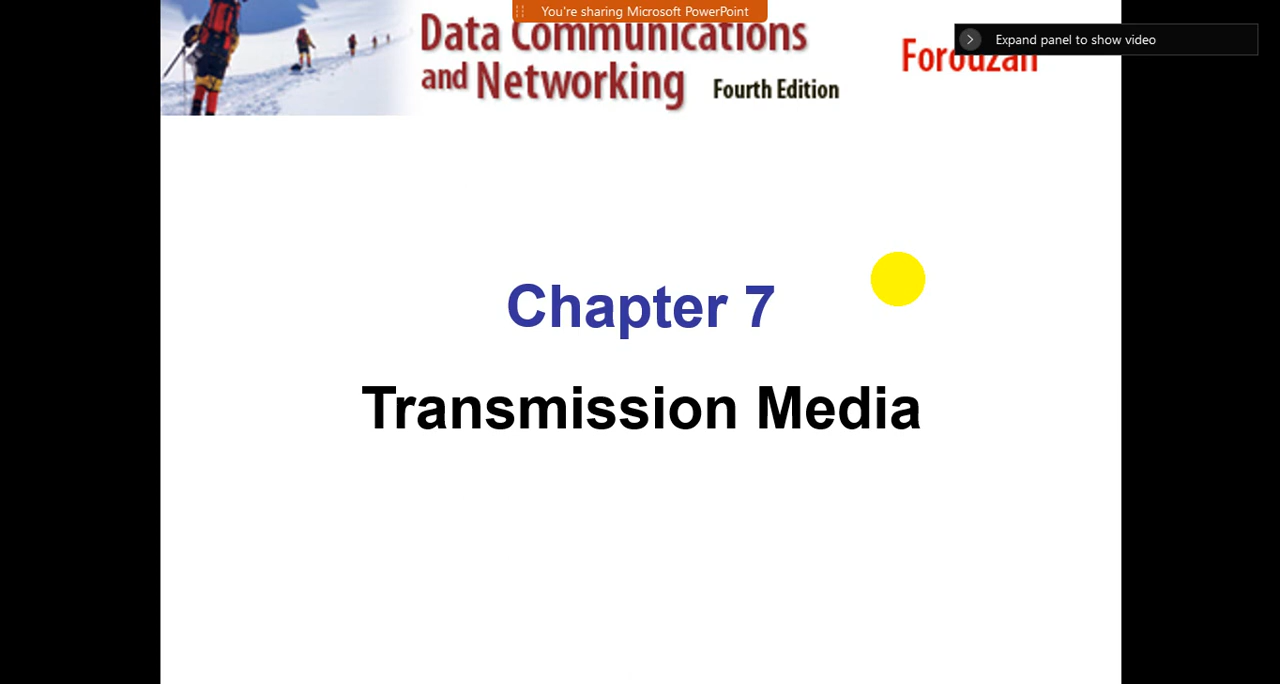 You're sharing Microsoft PowerPoint
Expand panel to show video
Data Communications
and Networking Fourth Edition
Forouzan
Chapter 7
Transmission Media